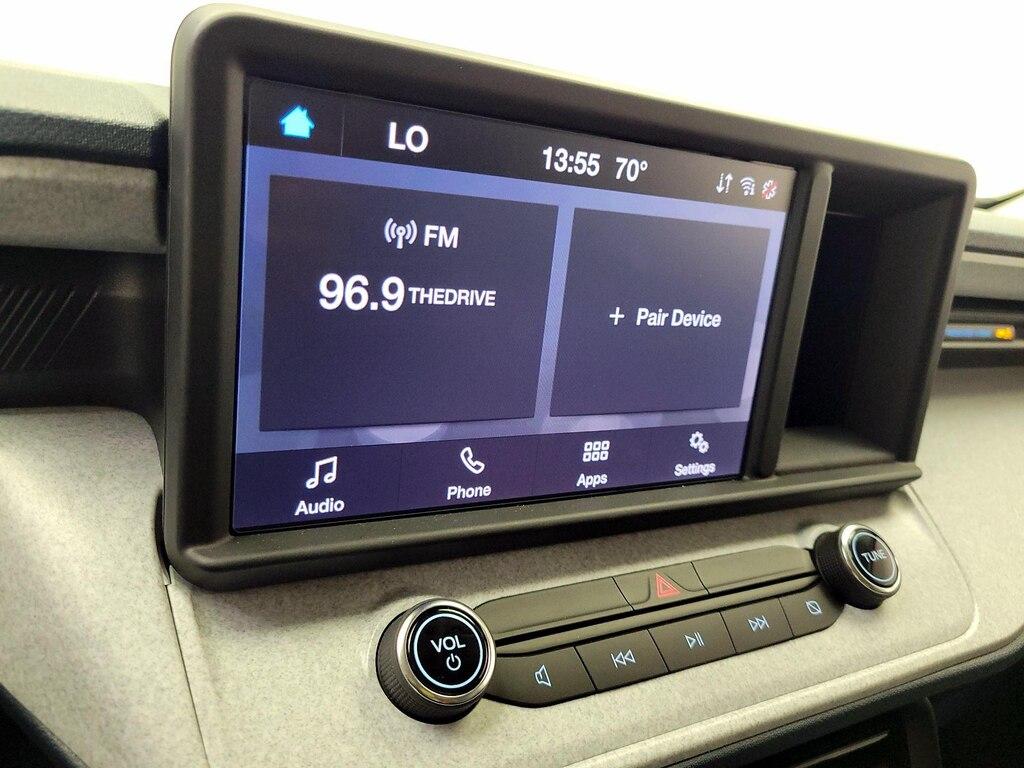 LO
13:55 70°
FM
96.9 THEDRIVE
+ Pair Device
Audio
Phone
Apps
Settings
VOL
TUNE